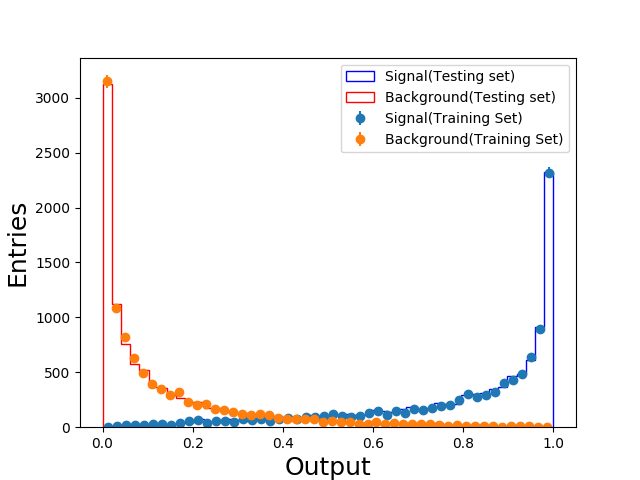 Signal(Testing set)
Background(Testing set)
Signal(Training Set)
Background(Training Set)
Entries
3000
2500
2000
1500
1000
500
0
0.0 0.2 0.4 0.6 0.8 1.0
Output